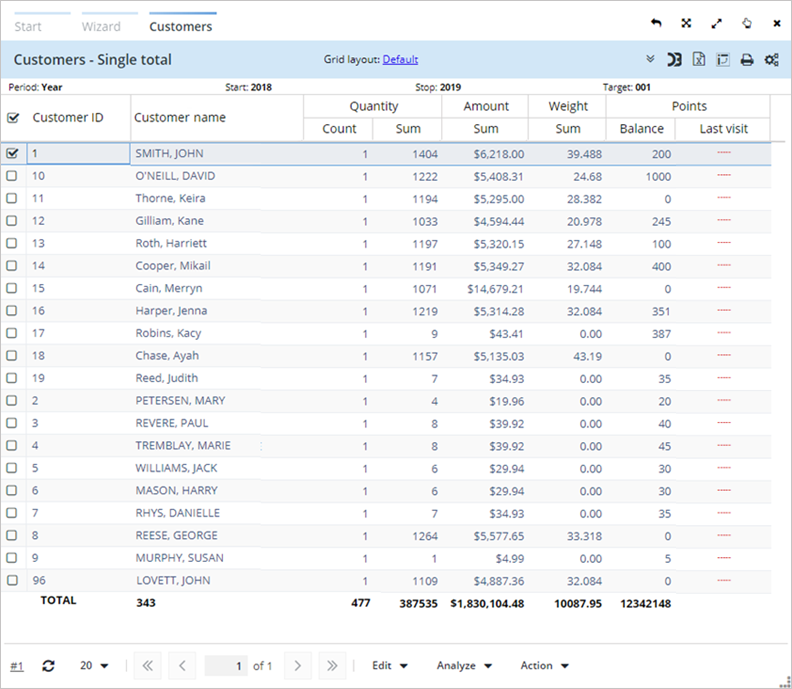 Start Wizard Customers
Customers - Single total Grid layout: Default
Period: Year Start: 2018 Stop: 2019 Target: 001
Customer ID Customer name Quantity Amount Weight Points
Count Sum Sum Sum Balance Last visit
1 SMITH, JOHN 1 1404 $6,218.00 39.488 200 -----
10 O'NEILL, DAVID 1 1222 $5,408.31 24.68 1000 -----
11 Thorne, Keira 1 1194 $5,295.00 28.382 0 -----
12 Gilliam, Kane 1 1033 $4,594.44 20.978 245 -----
13 Roth, Harriett 1 1197 $5,320.15 27.148 100 -----
14 Cooper, Mikail 1 1191 $5,349.27 32.084 400 -----
15 Cain, Merryn 1 1071 $14,679.21 19.744 0 -----
16 Harper, Jenna 1 1219 $5,314.28 32.084 351 -----
17 Robins, Kacy 1 9 $43.41 0.00 387 -----
18 Chase, Ayah 1 1157 $5,135.03 43.19 0 -----
19 Reed, Judith 1 7 $34.93 0.00 35 -----
2 PETERSEN, MARY 1 4 $19.96 0.00 20 -----
3 REVERE, PAUL 1 8 $39.92 0.00 40 -----
4 TREMBLAY, MARIE 1 8 $39.92 0.00 45 -----
5 WILLIAMS, JACK 1 6 $29.94 0.00 30 -----
6 MASON, HARRY 1 6 $29.94 0.00 30 -----
7 RHYS, DANIELLE 1 7 $34.93 0.00 35 -----
8 REESE, GEORGE 1 1264 $5,577.65 33.318 0 -----
9 MURPHY, SUSAN 1 1 $4.99 0.00 5 -----
96 LOVETT, JOHN 1 1109 $4,887.36 32.084 0 -----
TOTAL 343 477 387535 $1,830,104.48 10087.95 12342148
#1 20 1 of 1 Edit Analyze Action